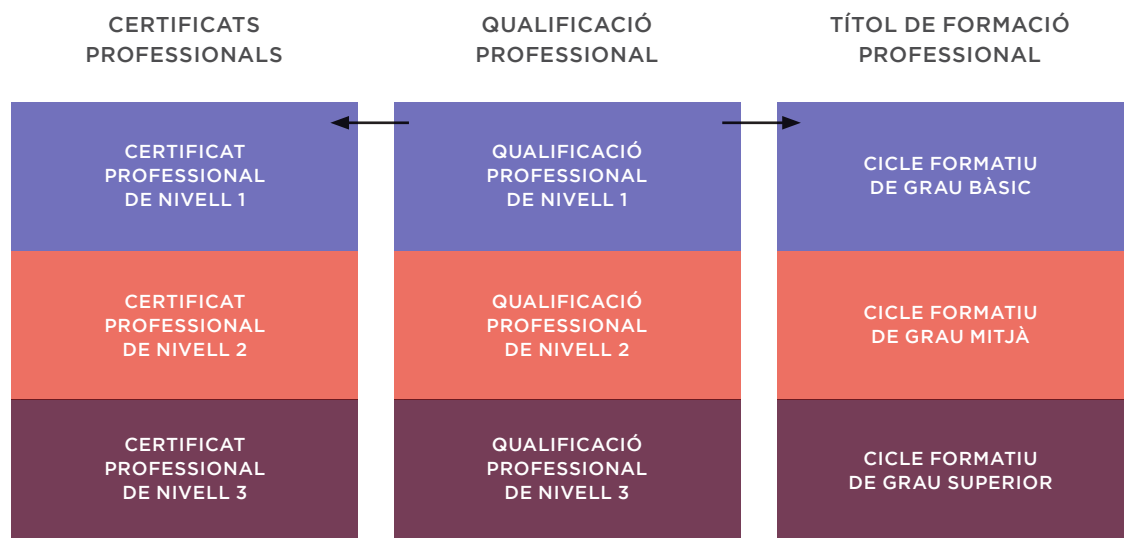 CERTIFICATS
PROFESSIONALS
QUALIFICACIÓ
PROFESSIONAL
TÍTOL DE FORMACIÓ
PROFESSIONAL
CERTIFICAT
PROFESSIONAL
DE NIVELL 1
QUALIFICACIÓ
PROFESSIONAL
DE NIVELL 1
CICLE FORMATIU
DE GRAU BÀSIC
CERTIFICAT
PROFESSIONAL
DE NIVELL 2
QUALIFICACIÓ
PROFESSIONAL
DE NIVELL 2
CICLE FORMATIU
DE GRAU MITJÀ
CERTIFICAT
PROFESSIONAL
DE NIVELL 3
QUALIFICACIÓ
PROFESSIONAL
DE NIVELL 3
CICLE FORMATIU
DE GRAU SUPERIOR